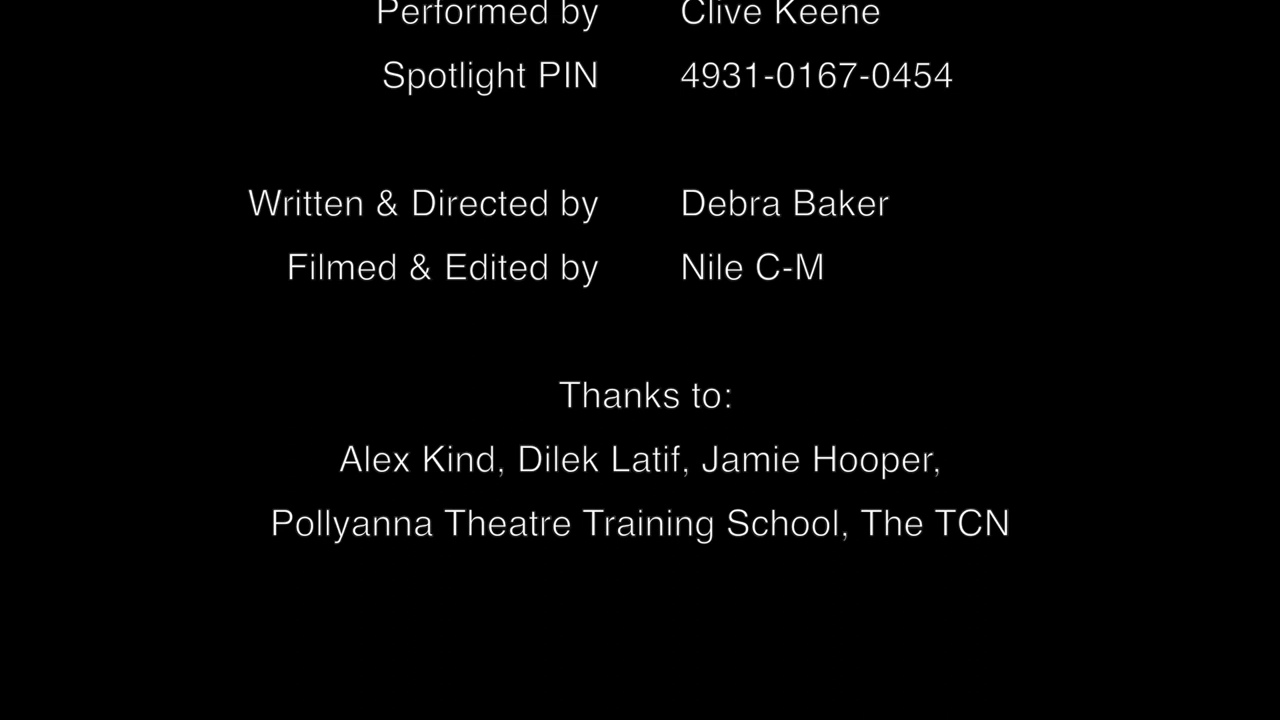 Performed by Clive Keene
Spotlight PIN 4931-0167-0454
Written & Directed by Debra Baker
Filmed & Edited by Nile C-M
Thanks to:
Alex Kind, Dilek Latif, Jamie Hooper,
Pollyanna Theatre Training School, The TCN